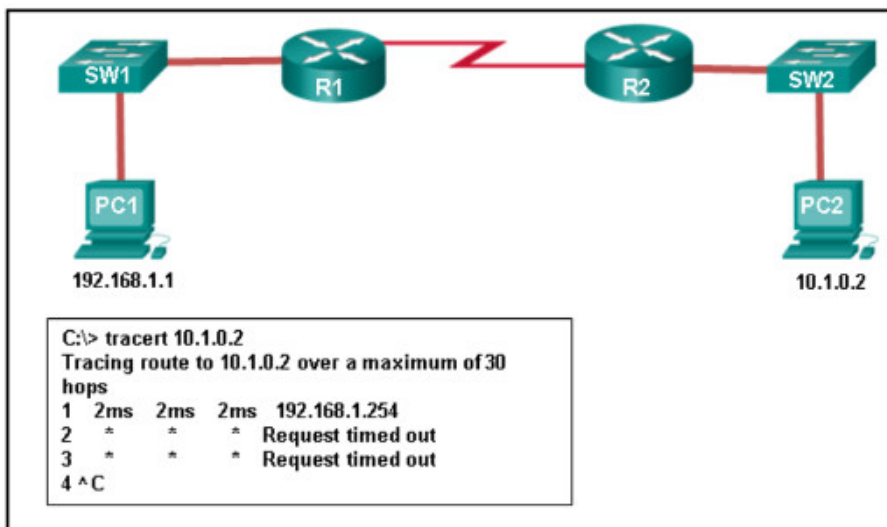 SW1
R1
R2
SW2
PC1
PC2
192.168.1.1
10.1.0.2
C:\> tracert 10.1.0.2
Tracing route to 10.1.0.2 over a maximum of 30
hops
1 2ms 2ms 2ms 192.168.1.254
2 * * * Request timed out
3 * * * Request timed out
4 ^C